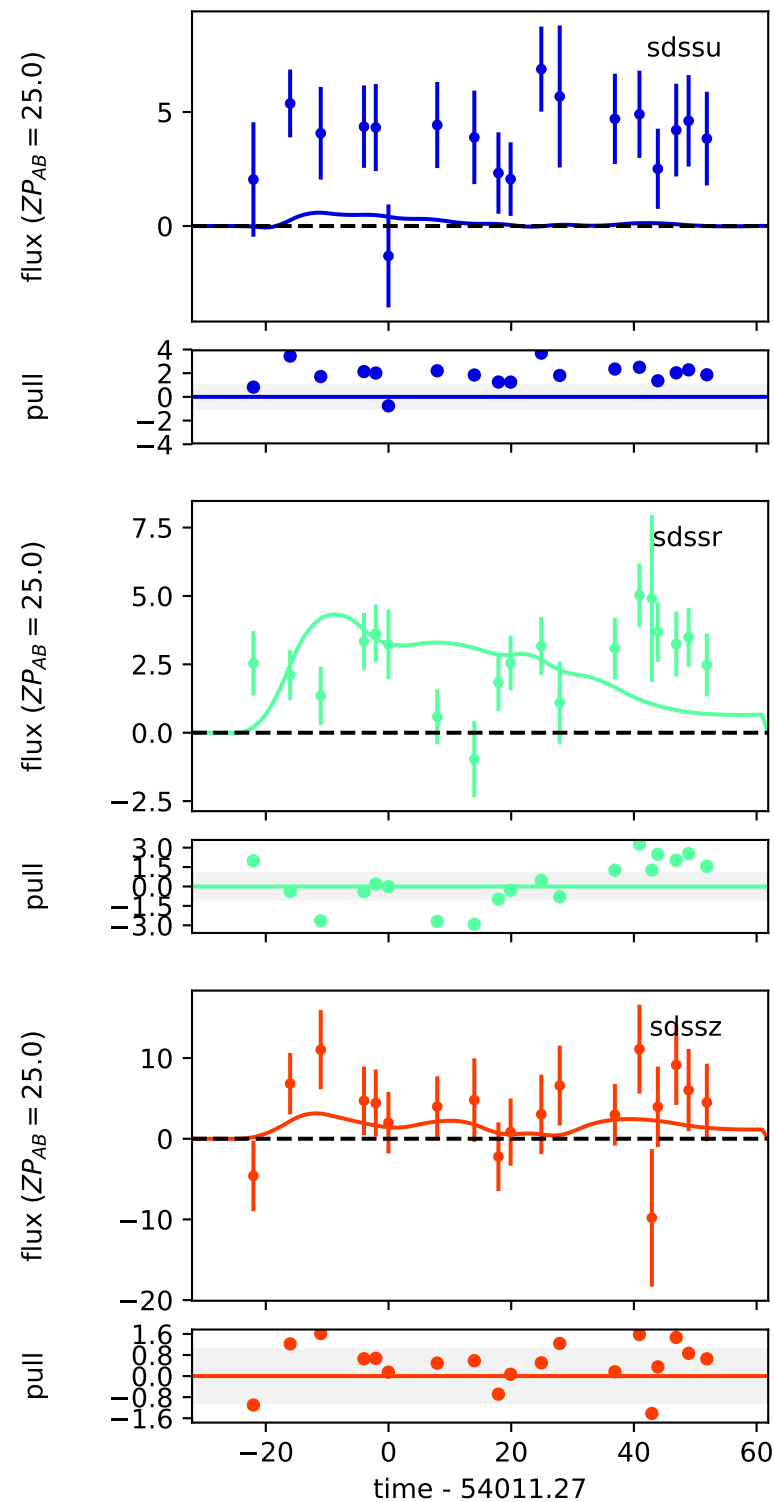 sdssu
flux (ZP_AB = 25.0)
5
0
pull
4
2
0
−2
−4
sdssr
flux (ZP_AB = 25.0)
7.5
5.0
2.5
0.0
−2.5
pull
3.0
1.5
0.0
−1.5
−3.0
sdssz
flux (ZP_AB = 25.0)
10
0
−10
−20
pull
1.6
0.8
0.0
−0.8
−1.6
−20 0 20 40 60
time - 54011.27